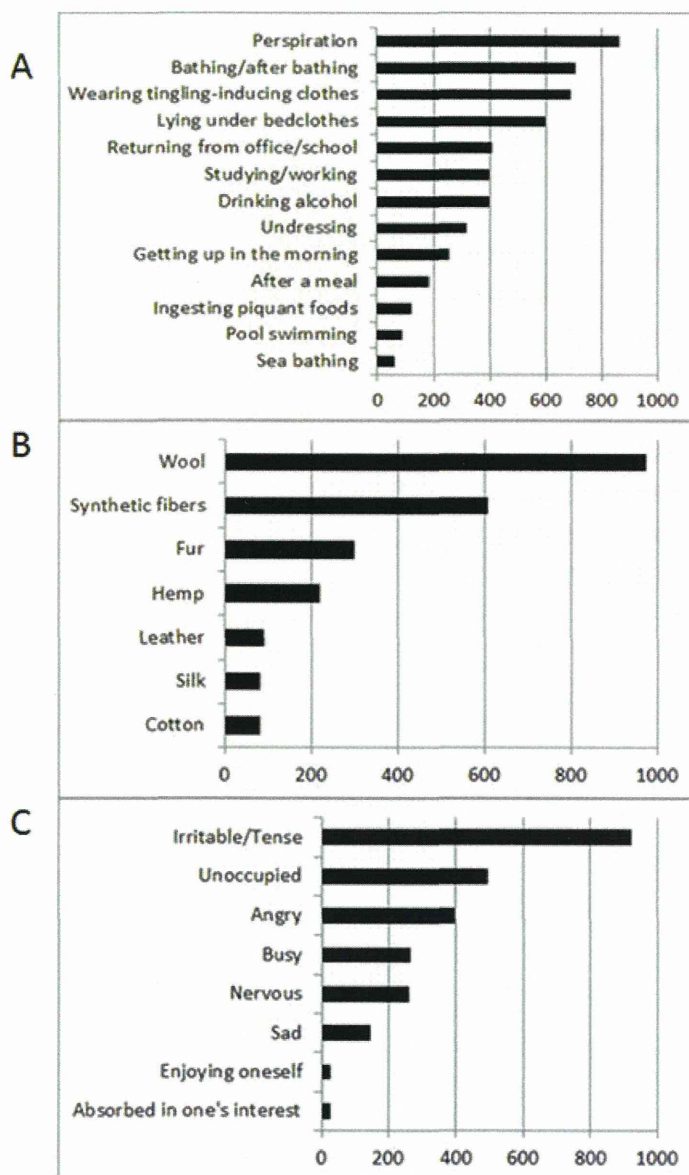 A
Perspiration
Bathing/after bathing
Wearing tingling-inducing clothes
Lying under bedclothes
Returning from office/school
Studying/working
Drinking alcohol
Undressing
Getting up in the morning
After a meal
Ingesting piquant foods
Pool swimming
Sea bathing
0 200 400 600 800 1000
B
Wool
Synthetic fibers
Fur
Hemp
Leather
Silk
Cotton
0 200 400 600 800 1000
C
Irritable/Tense
Unoccupied
Angry
Busy
Nervous
Sad
Enjoying oneself
Absorbed in one's interest
0 200 400 600 800 1000